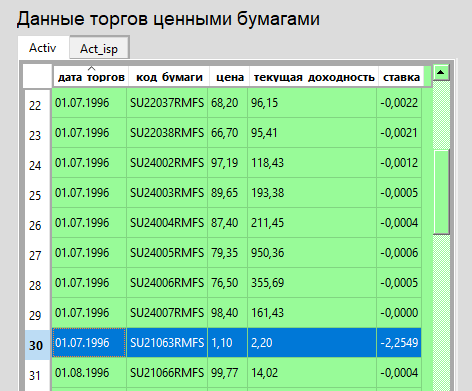 Данные торгов ценными бумагами
Activ Act_isp
дата торгов код бумаги цена текущая доходность ставка
22 01.07.1996 SU22037RMFS 68,20 96,15 -0,0022
23 01.07.1996 SU22038RMFS 66,70 95,41 -0,0021
24 01.07.1996 SU24002RMFS 97,19 118,43 -0,0012
25 01.07.1996 SU24003RMFS 89,65 193,38 -0,0005
26 01.07.1996 SU24004RMFS 87,40 211,45 -0,0004
27 01.07.1996 SU24005RMFS 79,35 950,36 -0,0006
28 01.07.1996 SU24006RMFS 76,50 355,69 -0,0005
29 01.07.1996 SU24007RMFS 98,40 161,43 -0,0000
30 01.07.1996 SU21063RMFS 1,10 2,20 -2,2549
31 01.08.1996 SU21066RMFS 99,77 14,02 -0,0004